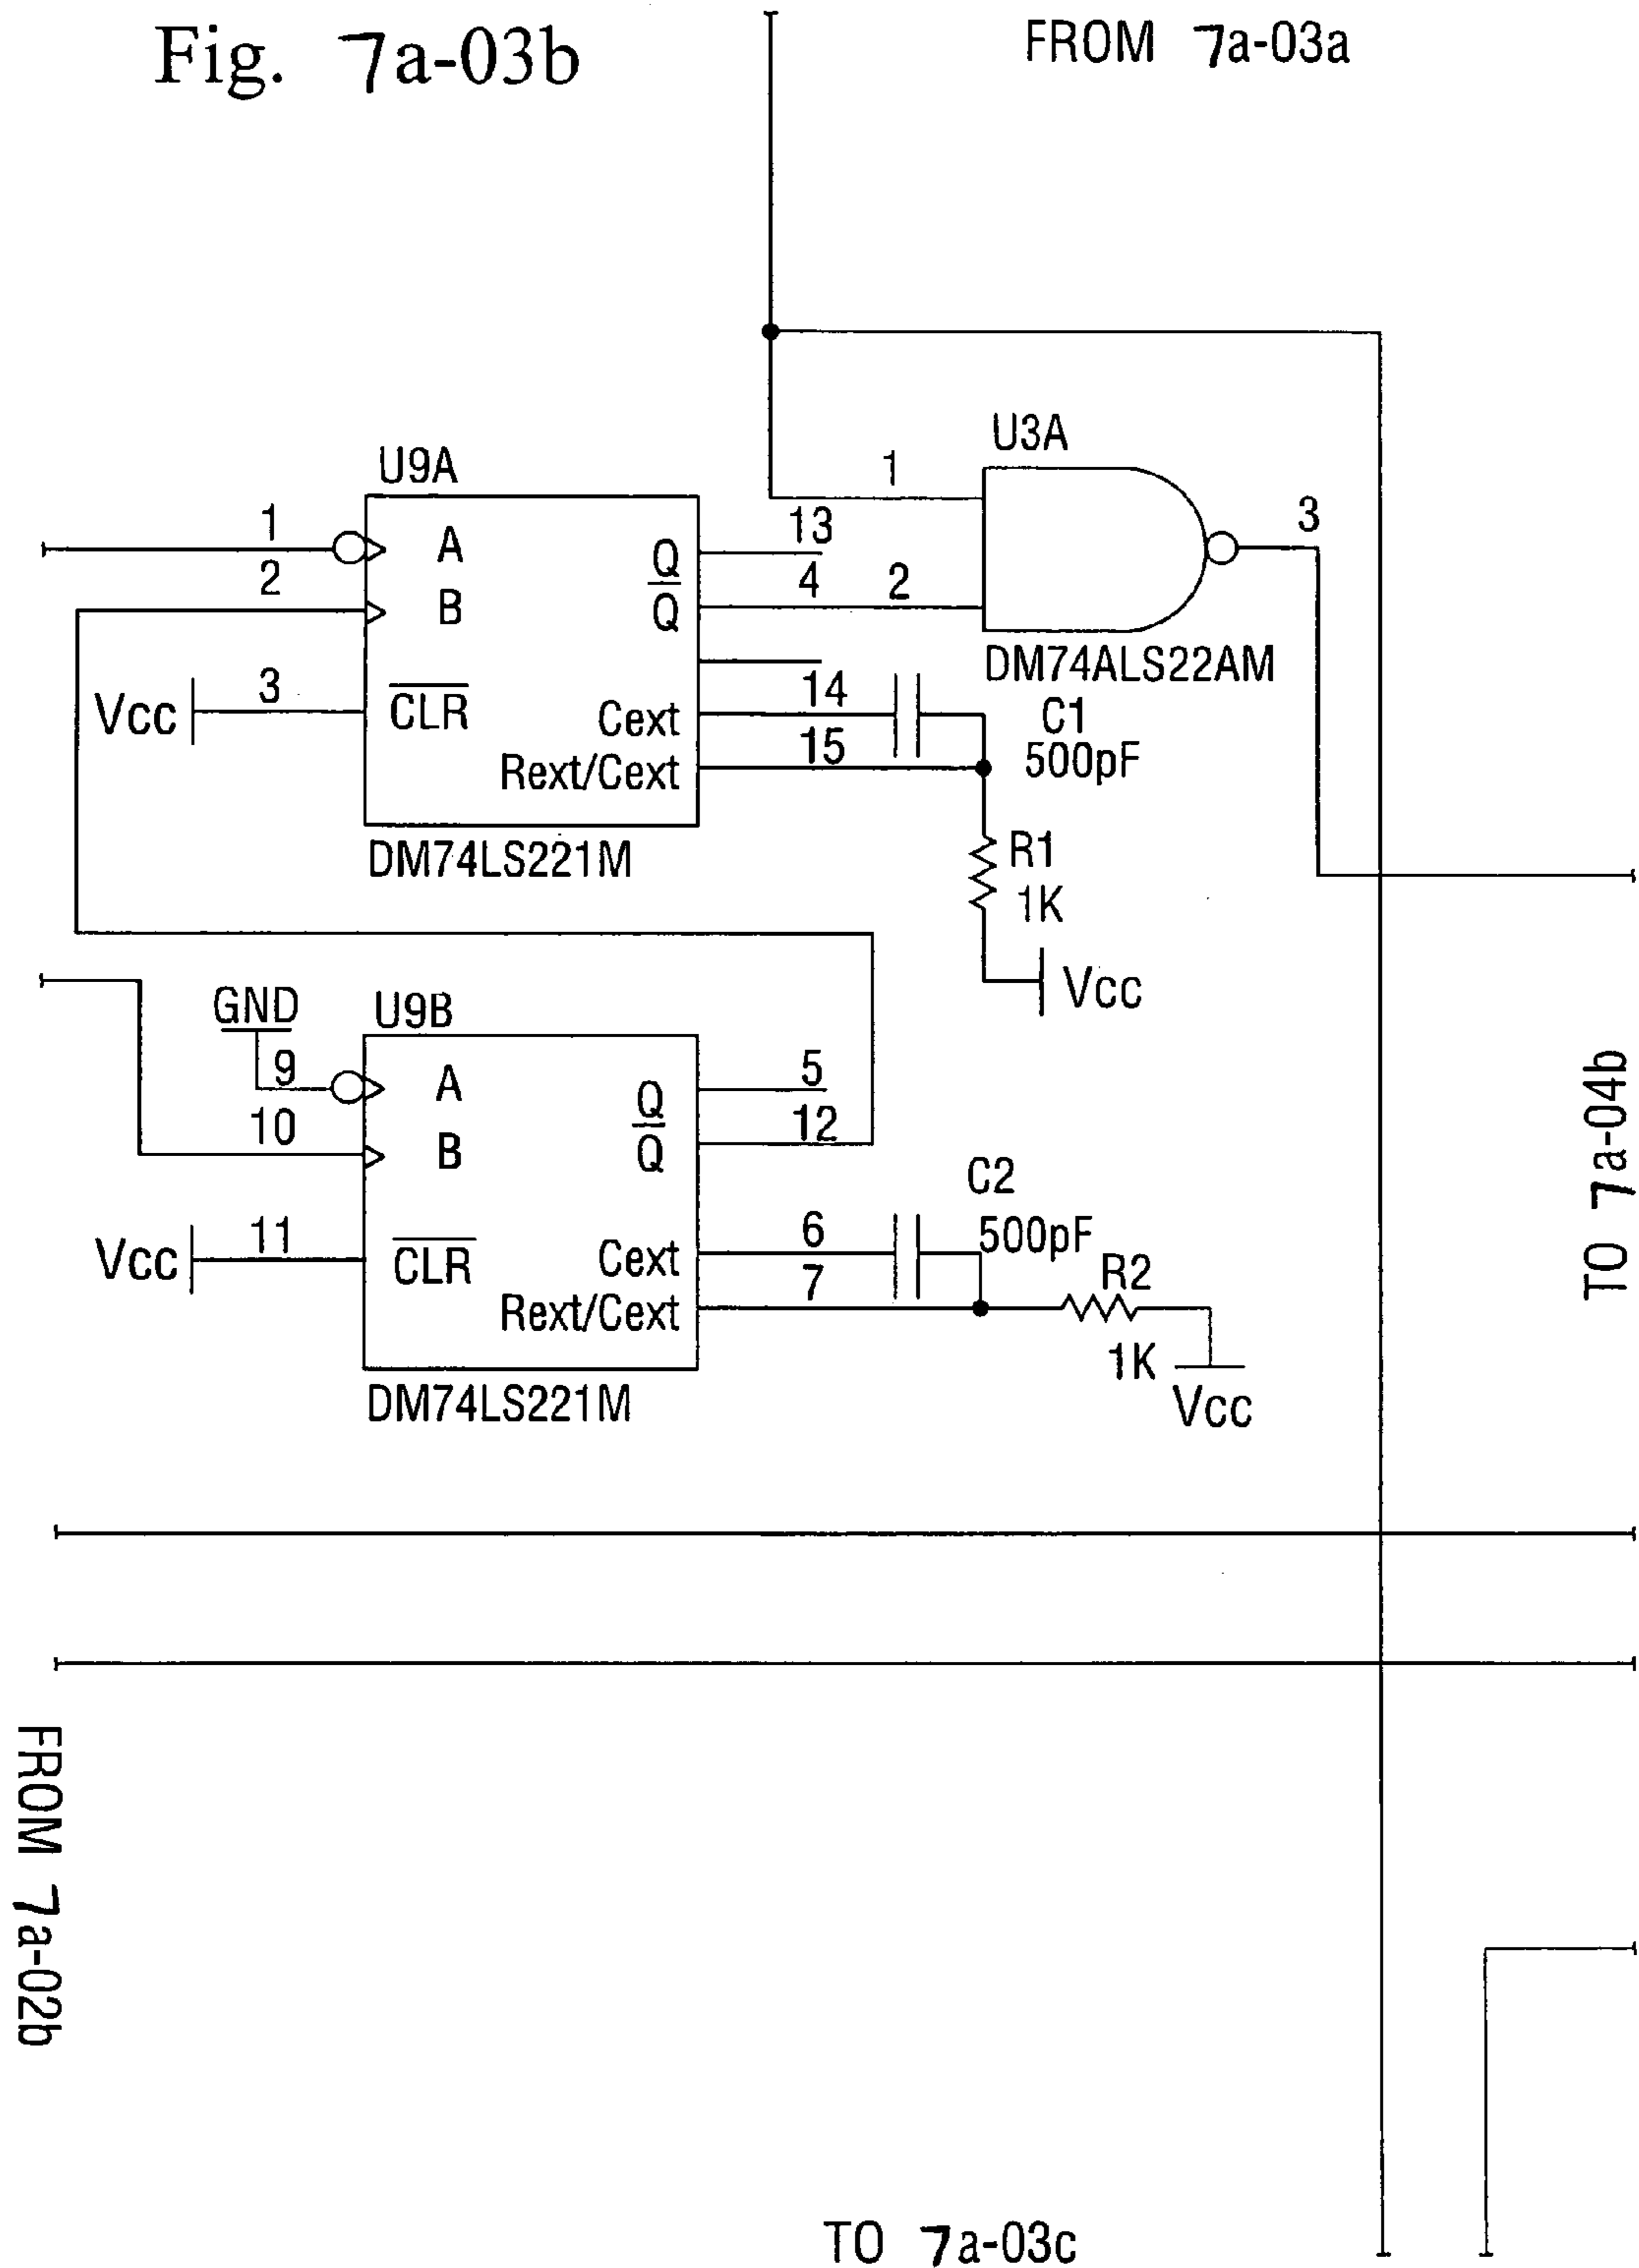 Fig. 7a-03b
FROM 7a-03a
U3A
U9A
1
1
13
3
A
Q
2
4
2
B
Q
DM74ALS22AM
3
14
C1
Vcc
CLR
Cext
500pF
15
Rext/Cext
R1
DM74LS221M
1K
Vcc
GND
U9B
9
5
A
Q
10
12
B
Q
C2
11
6
500pF
Vcc
CLR
Cext
R2
7
Rext/Cext
1K
DM74LS221M
Vcc
TO 7a-04b
FROM 7a-02b
TO 7a-03c